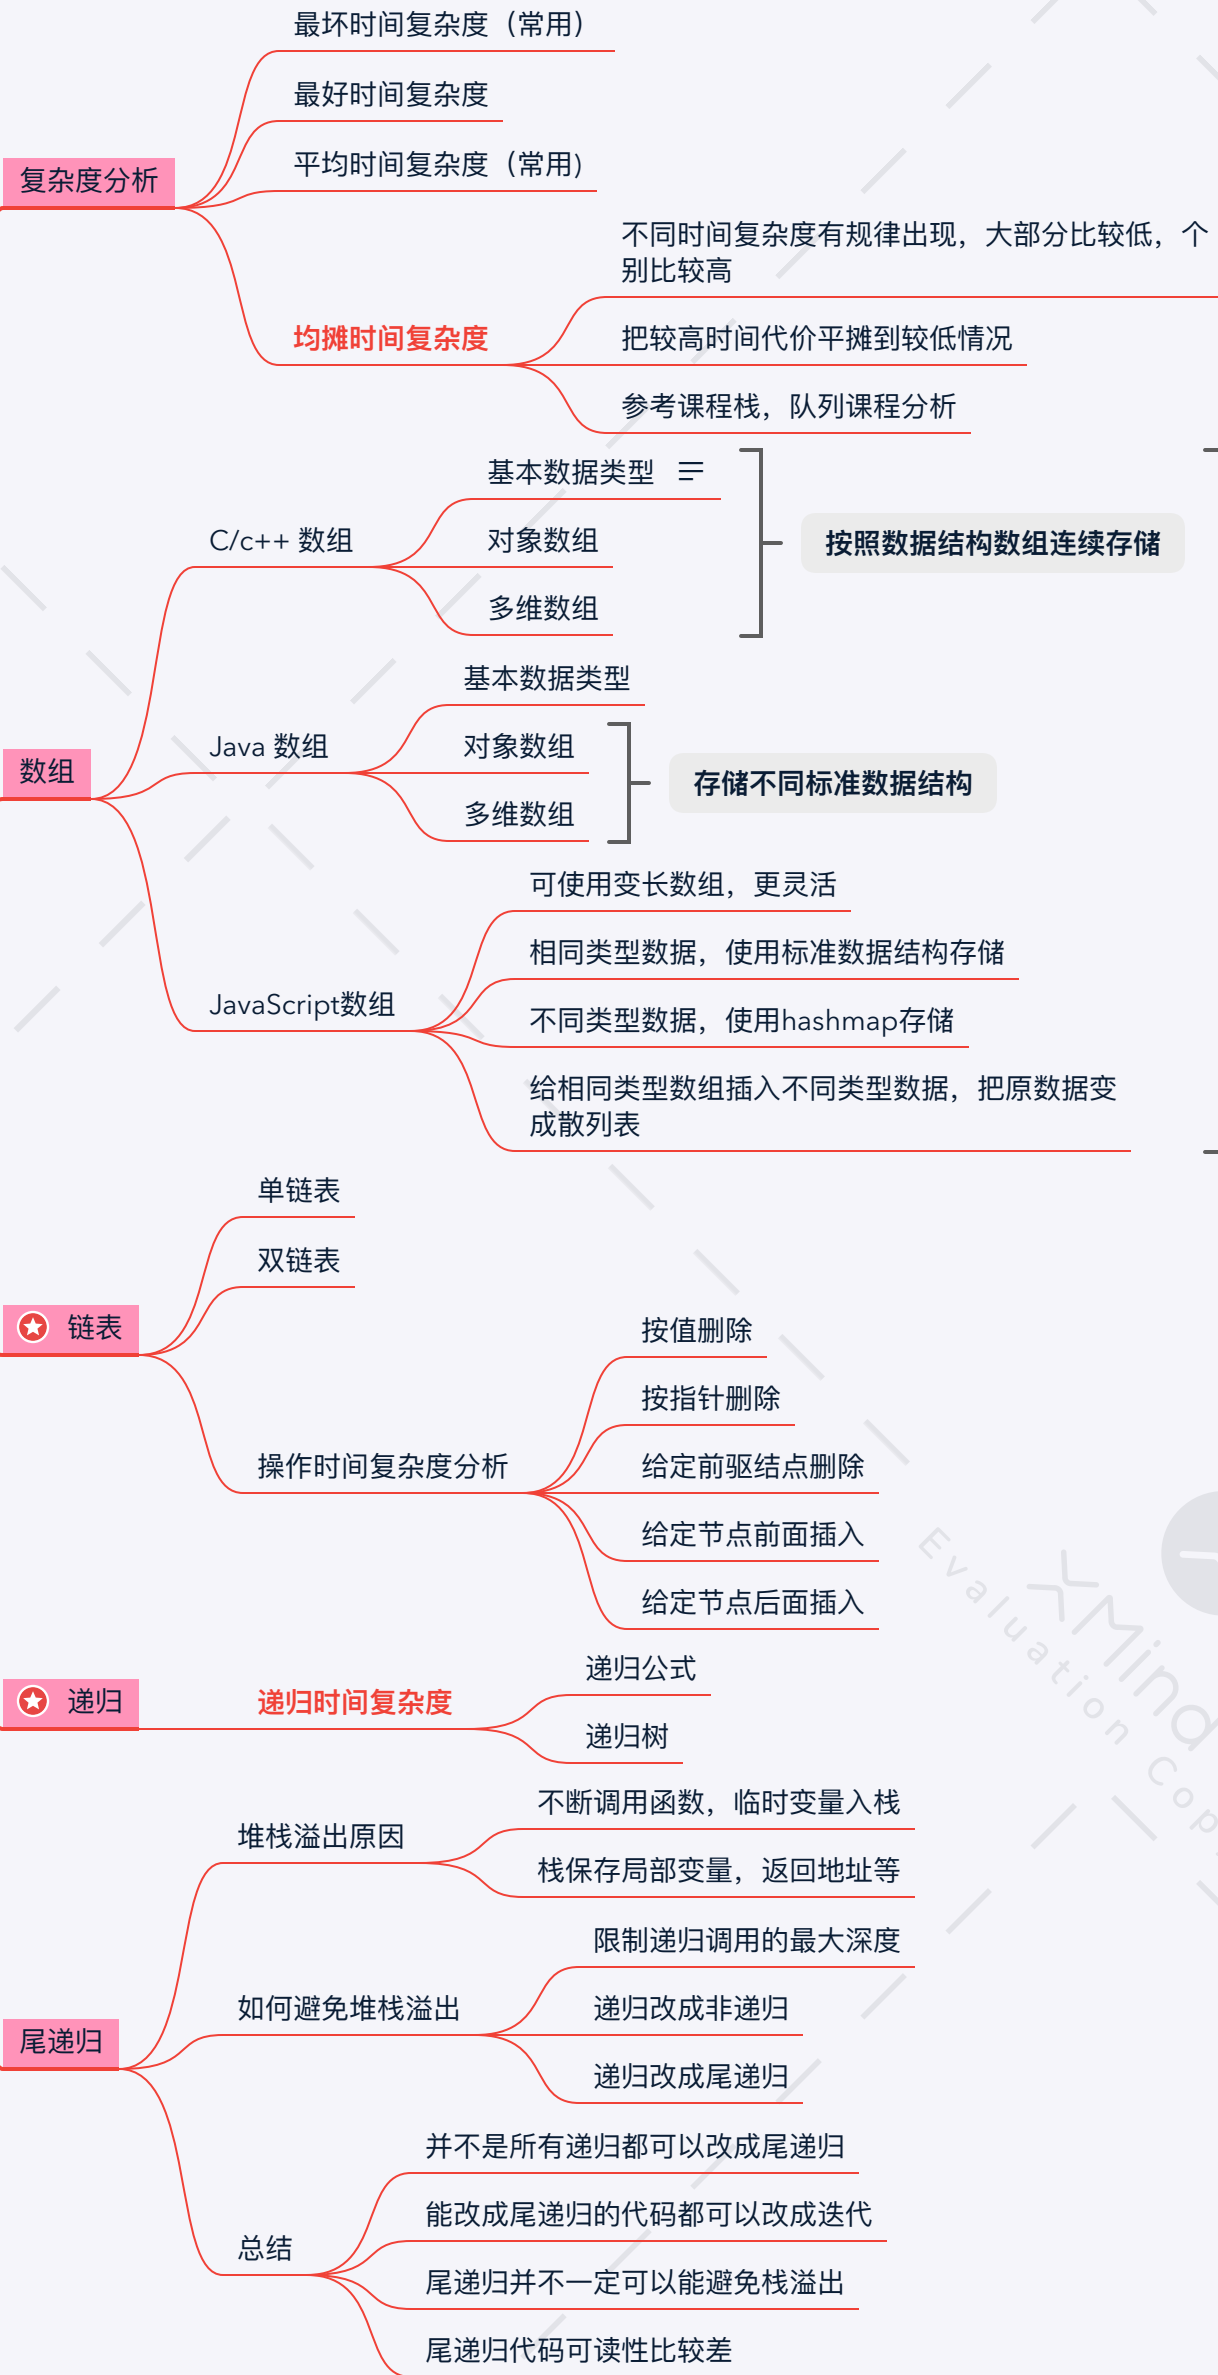 最坏时间复杂度（常用）
最好时间复杂度
平均时间复杂度（常用)
复杂度分析
不同时间复杂度有规律出现，大部分比较低，个
别比较高
均摊时间复杂度
把较高时间代价平摊到较低情况
参考课程栈，队列课程分析
基本数据类型
C/c++ 数组
对象数组
多维数组
按照数据结构数组连续存储
基本数据类型
Java 数组
对象数组
多维数组
存储不同标准数据结构
数组
可使用变长数组，更灵活
相同类型数据，使用标准数据结构存储
JavaScript数组
不同类型数据，使用hashmap存储
给相同类型数组插入不同类型数据，把原数据变
成散列表
单链表
双链表
链表
按值删除
按指针删除
操作时间复杂度分析
给定前驱结点删除
给定节点前面插入
给定节点后面插入
递归
递归时间复杂度
递归公式
递归树
堆栈溢出原因
不断调用函数，临时变量入栈
栈保存局部变量，返回地址等
限制递归调用的最大深度
如何避免堆栈溢出
递归改成非递归
递归改成尾递归
尾递归
并不是所有递归都可以改成尾递归
能改成尾递归的代码都可以改成迭代
总结
尾递归并不一定可以能避免栈溢出
尾递归代码可读性比较差
XMind
Evaluation Cop